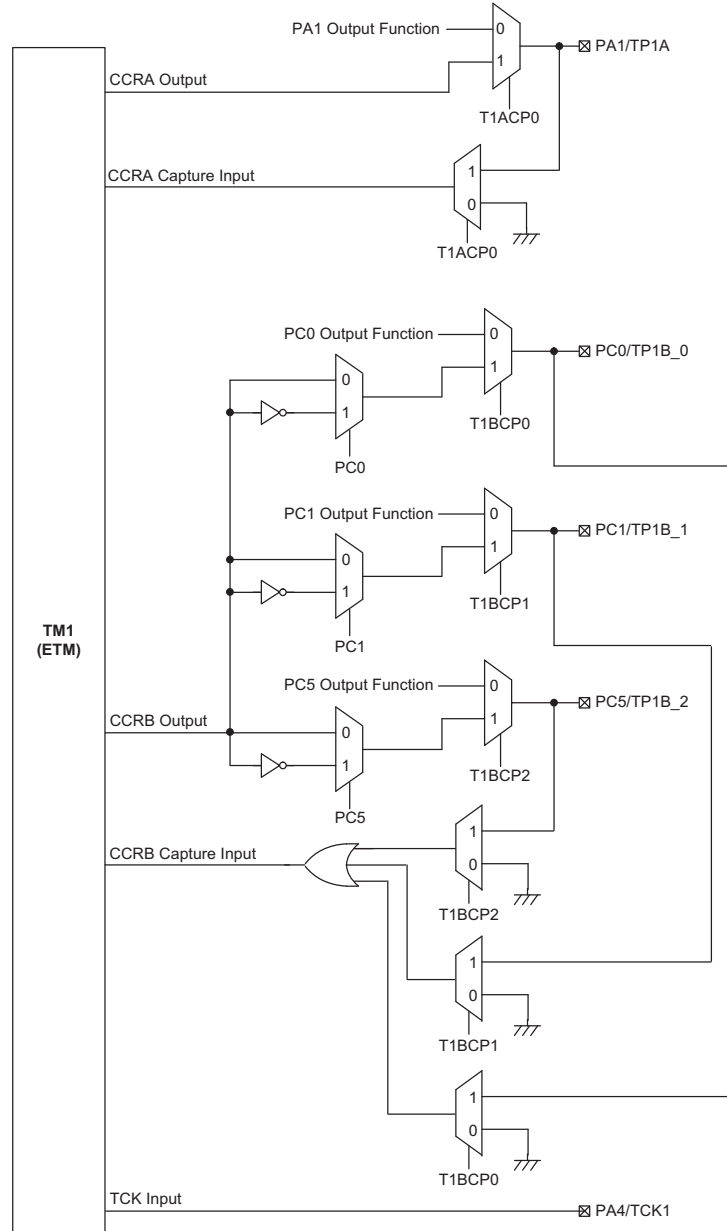 PA1 Output Function
0
1
PA1/TP1A
CCRA Output
T1ACP0
CCRA Capture Input
1
0
T1ACP0
PC0 Output Function
0
1
PC0/TP1B_0
0
1
T1BCP0
PC0
PC1 Output Function
0
1
PC1/TP1B_1
0
1
T1BCP1
PC1
TM1
(ETM)
PC5 Output Function
0
1
PC5/TP1B_2
CCRB Output
0
1
T1BCP2
PC5
CCRB Capture Input
1
0
T1BCP2
1
0
T1BCP1
1
0
T1BCP0
TCK Input
PA4/TCK1